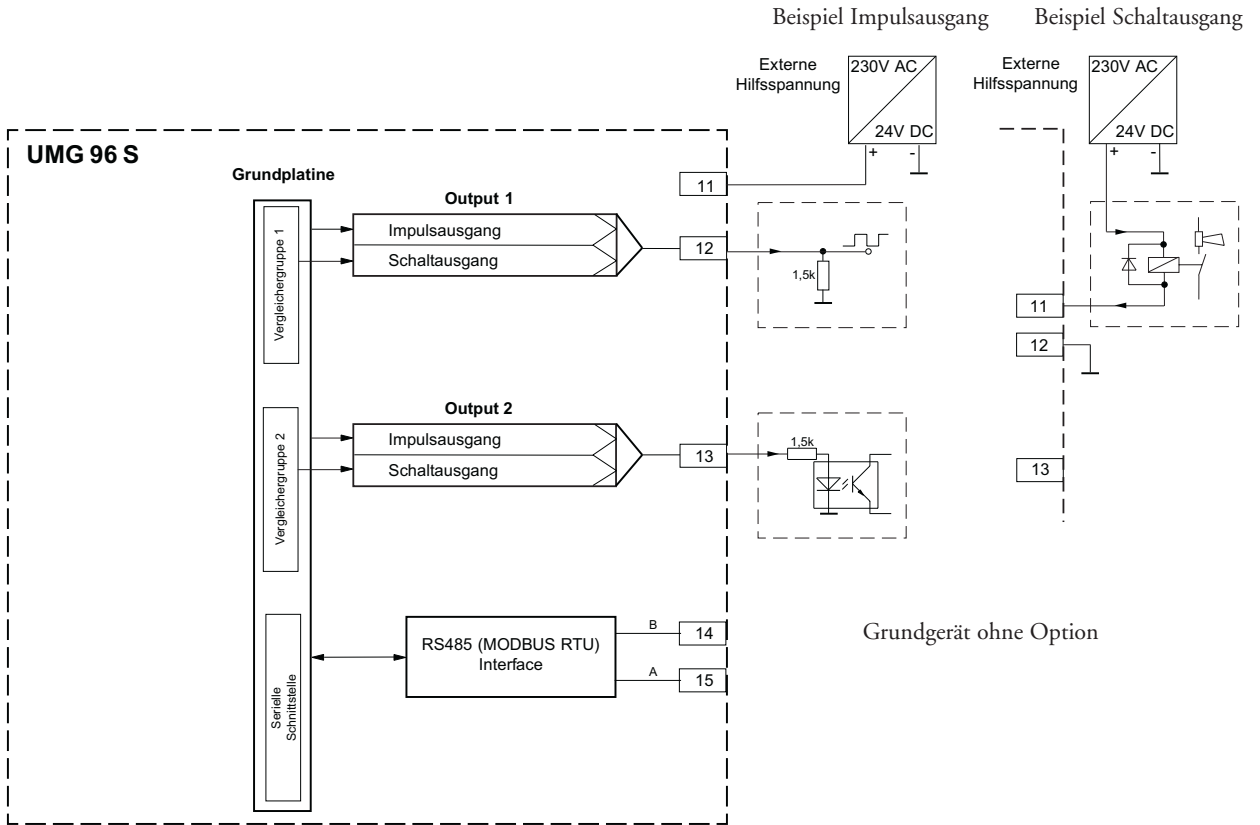 Beispiel Impulsausgang
Beispiel Schaltausgang
Externe
Hilfsspannung
230V AC
24V DC
+ -
Externe
Hilfsspannung
230V AC
24V DC
+ -
UMG 96 S
Grundplatine
Vergleichergruppe 1
Output 1
Impulsausgang
Schaltausgang
11
12
1,5k
11
12
13
Vergleichergruppe 2
Output 2
Impulsausgang
Schaltausgang
13
1,5k
Serielle
Schnittstelle
RS485 (MODBUS RTU)
Interface
B
14
A
15
Grundgerät ohne Option